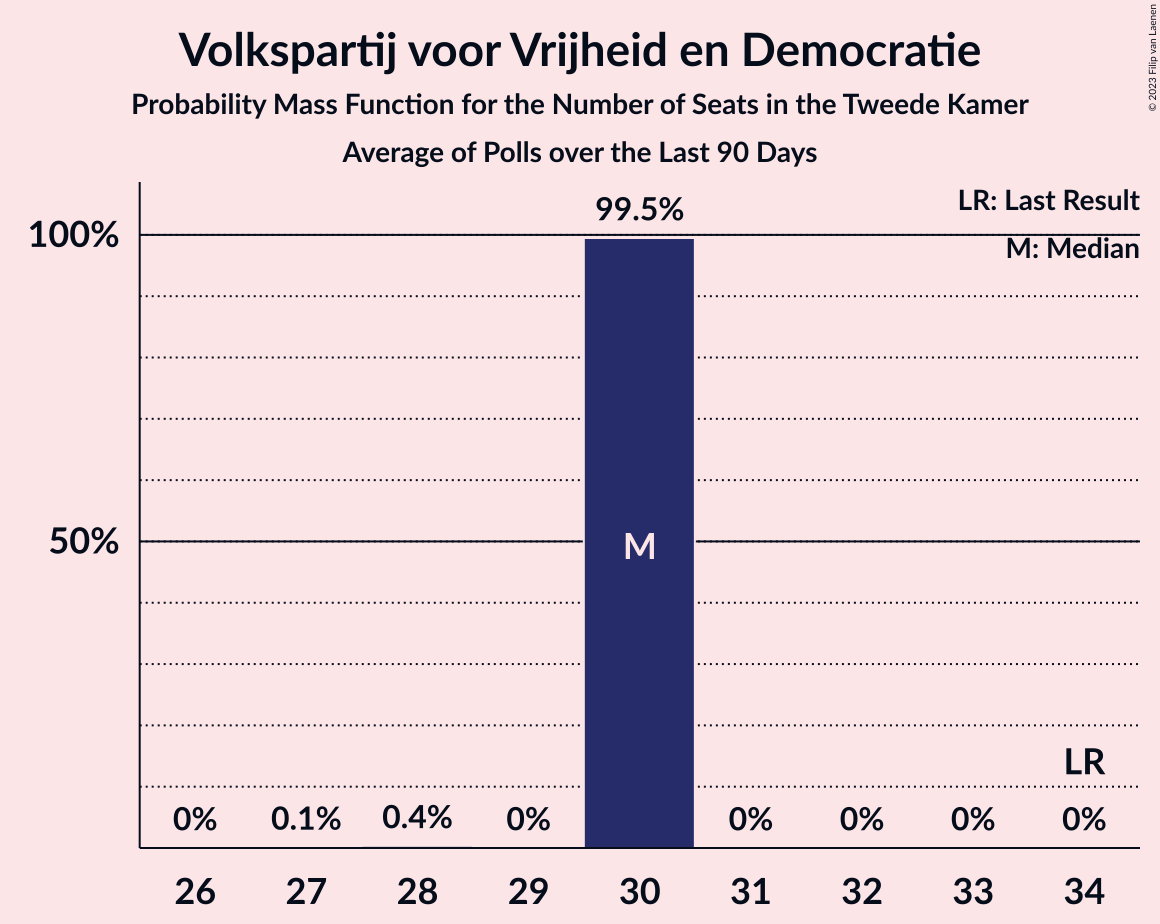 Volkspartij voor Vrijheid en Democratie
Probability Mass Function for the Number of Seats in the Tweede Kamer
Average of Polls over the Last 90 Days
© 2023 Filip van Laenen
LR: Last Result
M: Median
99.5%
100%
50%
M
LR
0% 0.1% 0.4% 0% 0% 0% 0% 0%
26 27 28 29 30 31 32 33 34